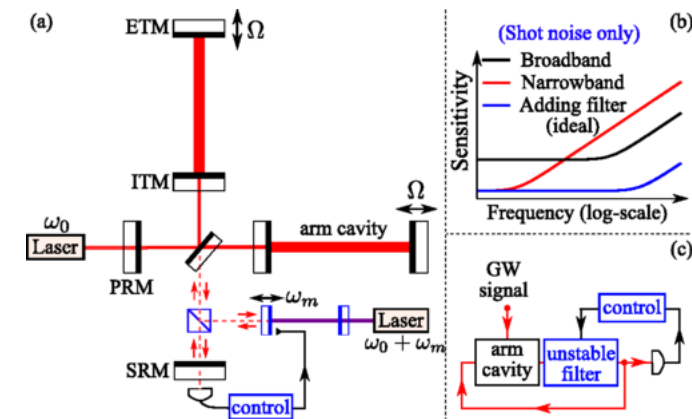 (a)
ETM
Ω
ITM
ω₀
Laser
PRM
arm cavity
Ω
ωₘ
Laser
ω₀ + ωₘ
SRM
control
(b)
(Shot noise only)
Broadband
Narrowband
Adding filter
(ideal)
Sensitivity
Frequency (log-scale)
(c)
GW
signal
control
arm
cavity
unstable
filter